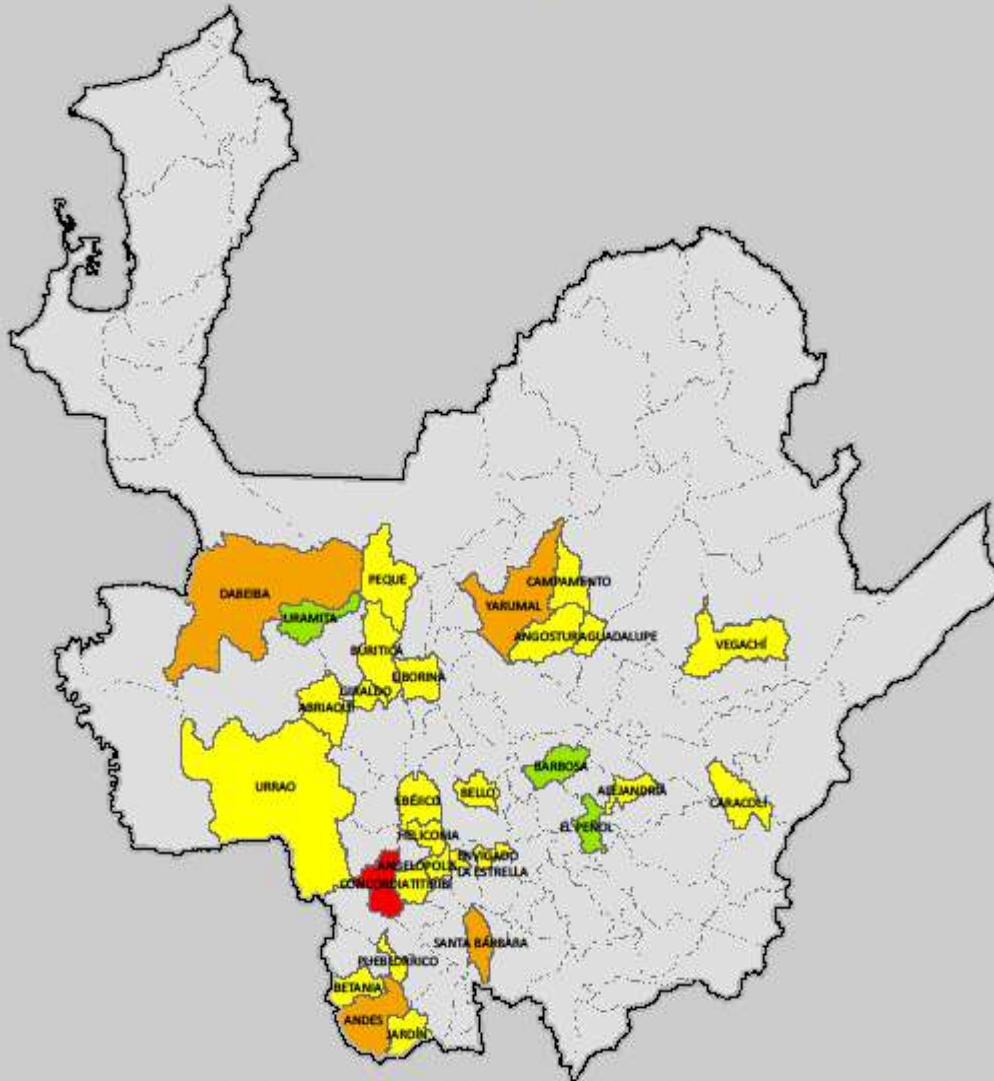 PEQUE
CAMPAMENTO
DABEIBA
YARUMAL
URAMITA
ANGOSTURA
GUADALUPE
VEGACHÍ
BURITICÁ
GIRALDO
LIBORINA
ABRIAQUÍ
BARBOSA
URRAO
BELLO
ALEJANDRÍA
EBÉJICO
CARACOLÍ
EL PEÑOL
HELICONIA
ENVIGADO
ANGELÓPOLIS
LA ESTRELLA
CONCORDIA
TITIRIBÍ
SANTA BÁRBARA
PUEBLORRICO
BETANIA
ANDES
JARDÍN